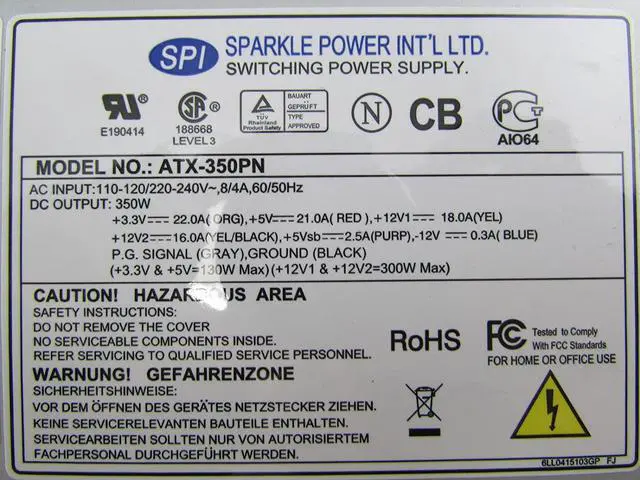 SPI
SPARKLE POWER INT'L LTD.
SWITCHING POWER SUPPLY.
E190414
188668
LEVEL 3
TÜV
Rheinland
Product Safety
BAUART
GEPRÜFT
TYPE
APPROVED
N
CB
AIO64
MODEL NO.: ATX-350PN
AC INPUT:110-120/220-240V~,8/4A,60/50Hz
DC OUTPUT: 350W
+3.3V⎓ 22.0A( ORG),+5V⎓ 21.0A( RED ),+12V1⎓ 18.0A(YEL)
+12V2⎓16.0A(YEL/BLACK),+5Vsb⎓2.5A(PURP),-12V⎓ 0.3A( BLUE)
P.G. SIGNAL (GRAY),GROUND (BLACK)
(+3.3V & +5V=130W Max)(+12V1 & +12V2=300W Max)
CAUTION! HAZARDOUS AREA
SAFETY INSTRUCTIONS:
DO NOT REMOVE THE COVER
NO SERVICEABLE COMPONENTS INSIDE.
REFER SERVICING TO QUALIFIED SERVICE PERSONNEL.
RoHS
FC
Tested to Comply
With FCC Standards
FOR HOME OR OFFICE USE
WARNUNG! GEFAHRENZONE
SICHERHEITSHINWEISE:
VOR DEM ÖFFNEN DES GERÄTES NETZSTECKER ZIEHEN.
KEINE SERVICERELEVANTEN BAUTEILE ENTHALTEN.
SERVICEARBEITEN SOLLTEN NUR VON AUTORISIERTEM
FACHPERSONAL DURCHGEFÜHRT WERDEN.
6LL0415103GP FJ